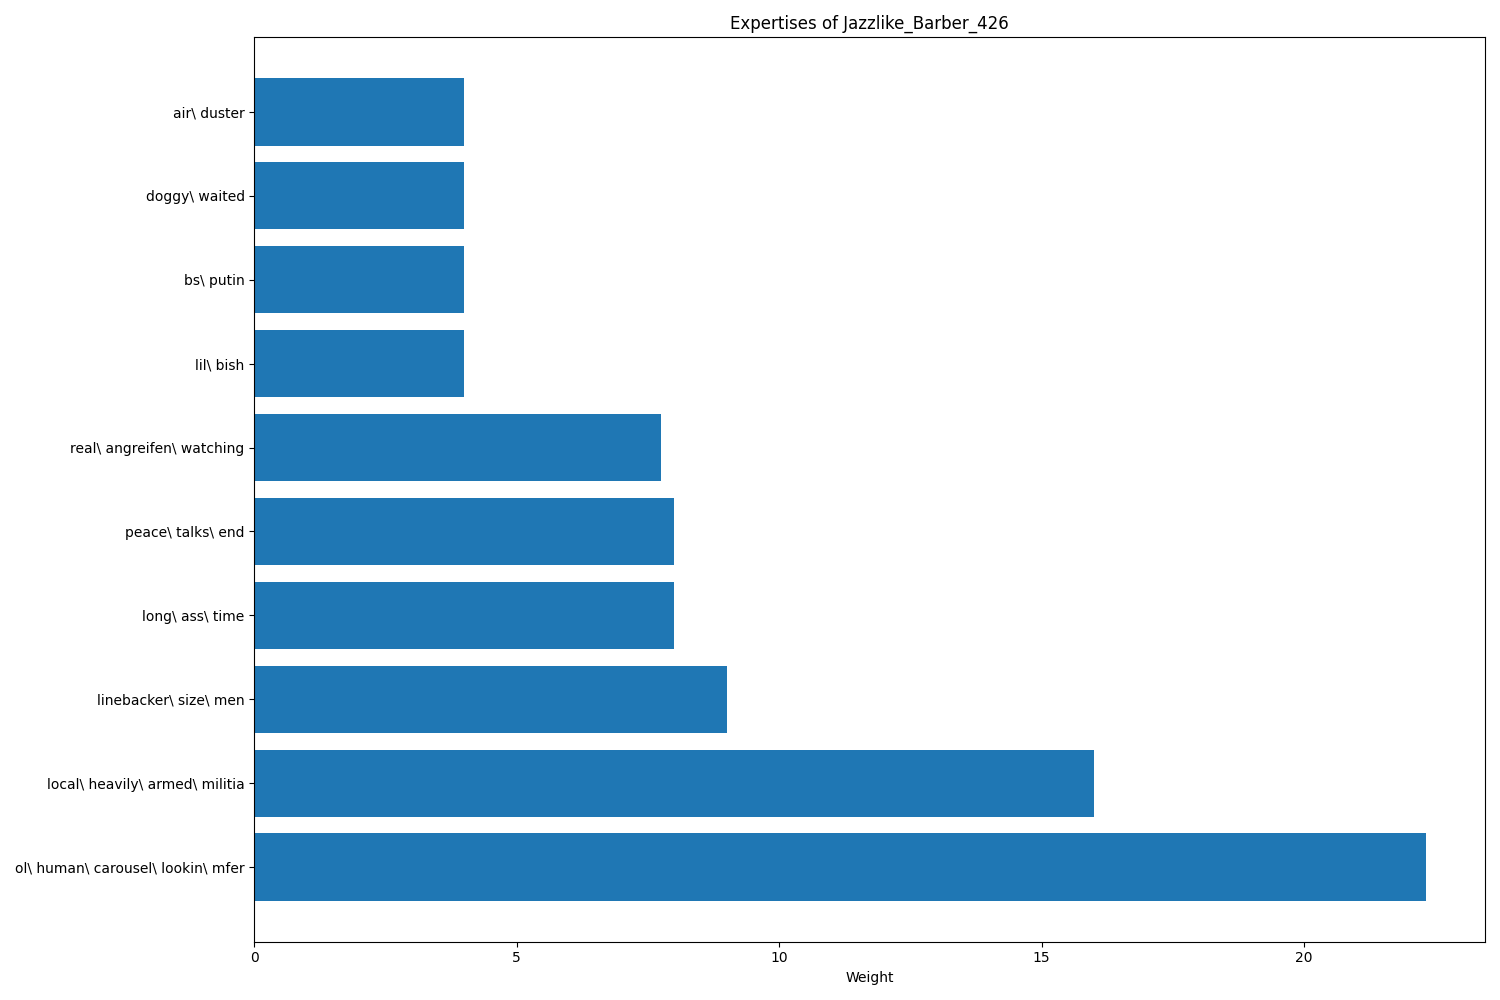 Expertises of Jazzlike_Barber_426
air\ duster
doggy\ waited
bs\ putin
lil\ bish
real\ angreifen\ watching
peace\ talks\ end
long\ ass\ time
linebacker\ size\ men
local\ heavily\ armed\ militia
ol\ human\ carousel\ lookin\ mfer
0 5 10 15 20
Weight